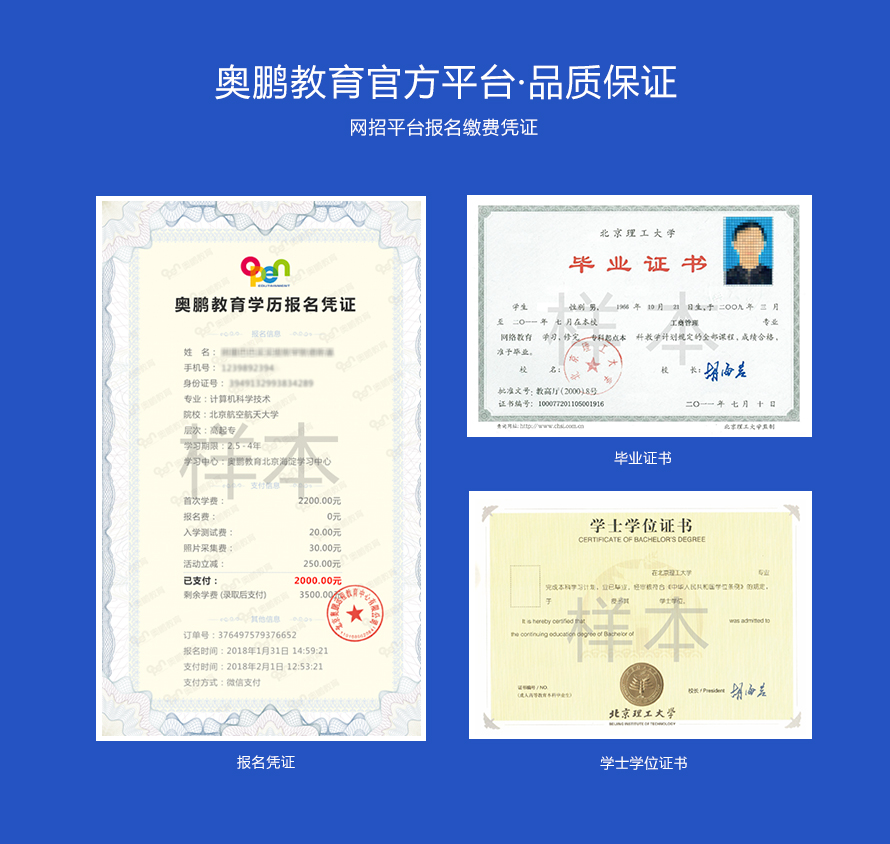 奥鹏教育官方平台·品质保证
网招平台报名缴费凭证
open
奥鹏教育学历报名凭证
报名信息
姓 名：
手机号：1239892394
身份证号：3949132993834289
专业：计算机科学技术
院校：北京航空航天大学
层次：高起专
学习期限：2.5 - 4年
学习中心：奥鹏教育北京海淀学习中心
样本
支付信息
首次学费：2200.00元
报名费：0元
入学测试费：20.00元
照片采集费：30.00元
活动立减：250.00元
已支付：2000.00元
剩余学费 (录取后支付) 3500.00元
其他信息
订单号：376497579376652
报名时间：2018年1月31日 14:59:21
支付时间：2018年2月1日 12:53:21
支付方式：微信支付
报名凭证
北京理工大学
毕业证书
学生 性别 男, 1966 年 10 月 21 日生,于 二〇〇九 年 三 月
至 二〇一一 年 七 月在本校 工商管理 专业
网络教育 学习,修完 专科起点本 科教学计划规定的全部课程,成绩合格,
准予毕业。
样本
校 名: 校 长:
批准文号:教高厅(2000)8号
证书编号: 100077201105001916 二〇一一 年 七 月 十 日
查询网址: http://www.chsi.com.cn 北京理工大学监制
毕业证书
学士学位证书
CERTIFICATE OF BACHELOR'S DEGREE
在北京理工大学 专业
完成本科学习计划，业已毕业，经审核符合《中华人民共和国学位条例》的规定，
授予其 学士学位。
样本
It is hereby certified that was admitted to
the continuing education degree of Bachelor of
证书编号 / NO.
(成人高等教育本科毕业生)
校长 / President
北京理工大学
BEIJING INSTITUTE OF TECHNOLOGY
学士学位证书